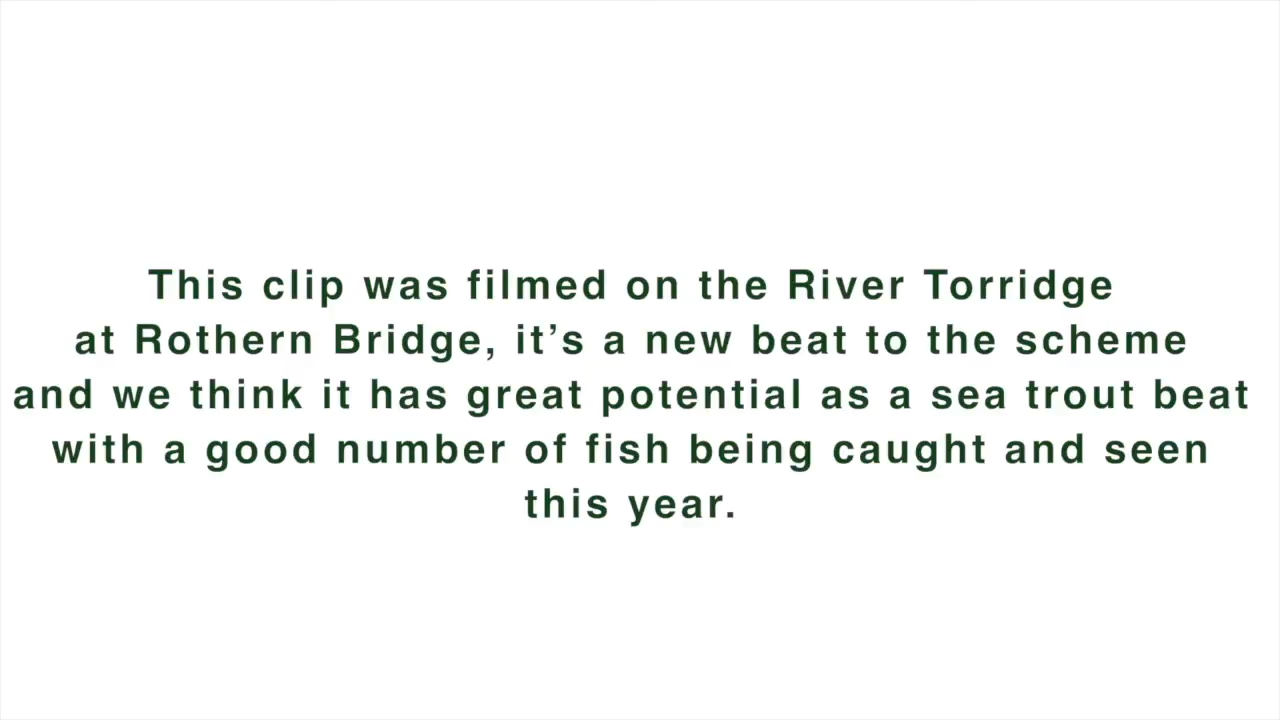 This clip was filmed on the River Torridge
at Rothern Bridge, it’s a new beat to the scheme
and we think it has great potential as a sea trout beat
with a good number of fish being caught and seen
this year.